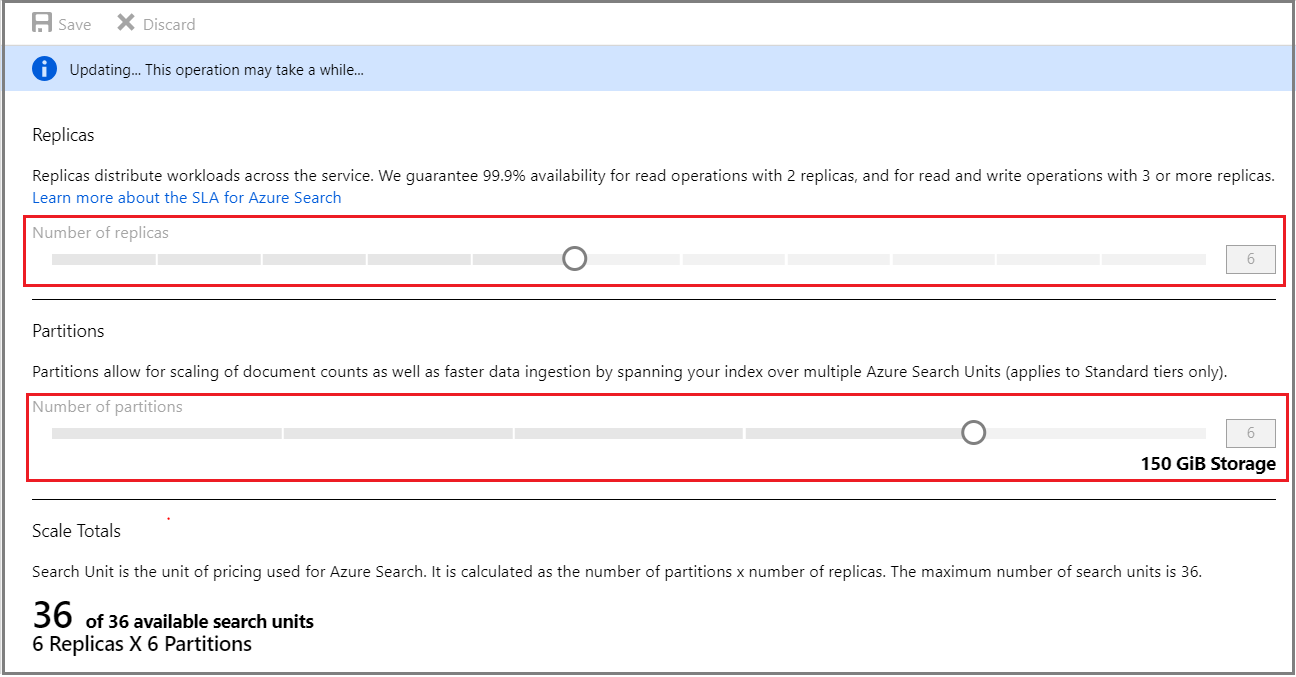 Save Discard
Updating... This operation may take a while...
Replicas
Replicas distribute workloads across the service. We guarantee 99.9% availability for read operations with 2 replicas, and for read and write operations with 3 or more replicas.
Learn more about the SLA for Azure Search
Number of replicas
6
Partitions
Partitions allow for scaling of document counts as well as faster data ingestion by spanning your index over multiple Azure Search Units (applies to Standard tiers only).
Number of partitions
6
150 GiB Storage
Scale Totals
Search Unit is the unit of pricing used for Azure Search. It is calculated as the number of partitions x number of replicas. The maximum number of search units is 36.
36 of 36 available search units
6 Replicas X 6 Partitions